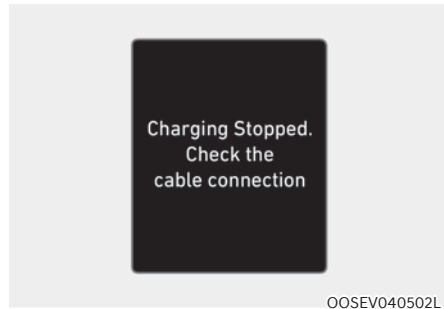 Charging Stopped.
Check the
cable connection
OOSEV040502L